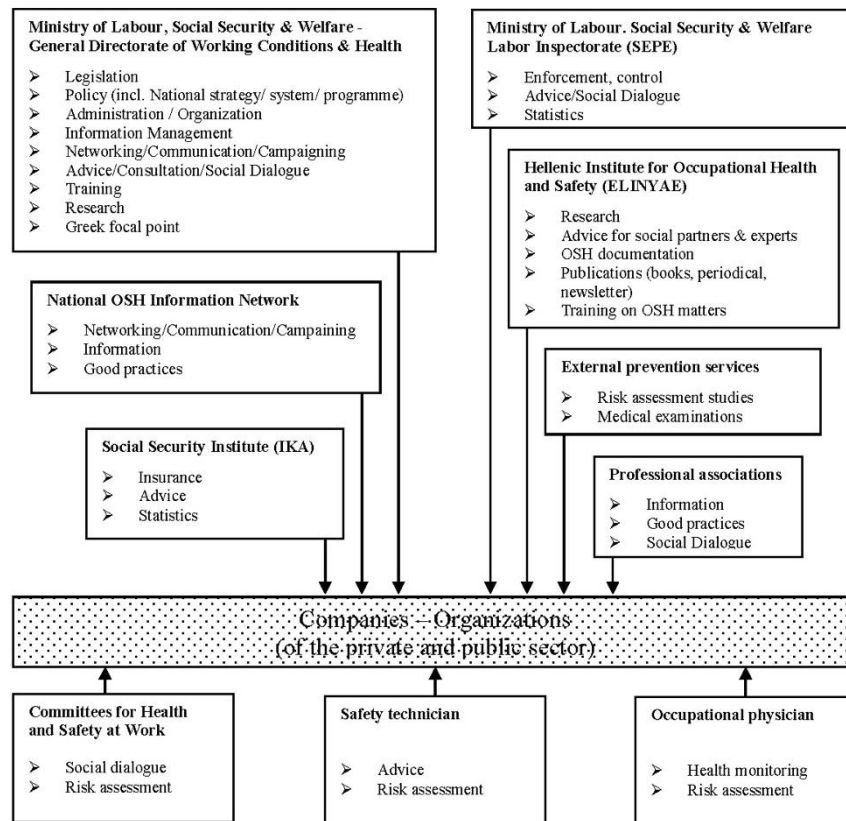 Ministry of Labour, Social Security & Welfare -
General Directorate of Working Conditions & Health
➢ Legislation
➢ Policy (incl. National strategy/ system/ programme)
➢ Administration / Organization
➢ Information Management
➢ Networking/Communication/Campaigning
➢ Advice/Consultation/Social Dialogue
➢ Training
➢ Research
➢ Greek focal point
National OSH Information Network
➢ Networking/Communication/Campaining
➢ Information
➢ Good practices
Social Security Institute (IKA)
➢ Insurance
➢ Advice
➢ Statistics
Ministry of Labour. Social Security & Welfare
Labor Inspectorate (SEPE)
➢ Enforcement, control
➢ Advice/Social Dialogue
➢ Statistics
Hellenic Institute for Occupational Health
and Safety (ELINYAE)
➢ Research
➢ Advice for social partners & experts
➢ OSH documentation
➢ Publications (books, periodical,
newsletter)
➢ Training on OSH matters
External prevention services
➢ Risk assessment studies
➢ Medical examinations
Professional associations
➢ Information
➢ Good practices
➢ Social Dialogue
Companies – Organizations
(of the private and public sector)
Committees for Health
and Safety at Work
➢ Social dialogue
➢ Risk assessment
Safety technician
➢ Advice
➢ Risk assessment
Occupational physician
➢ Health monitoring
➢ Risk assessment